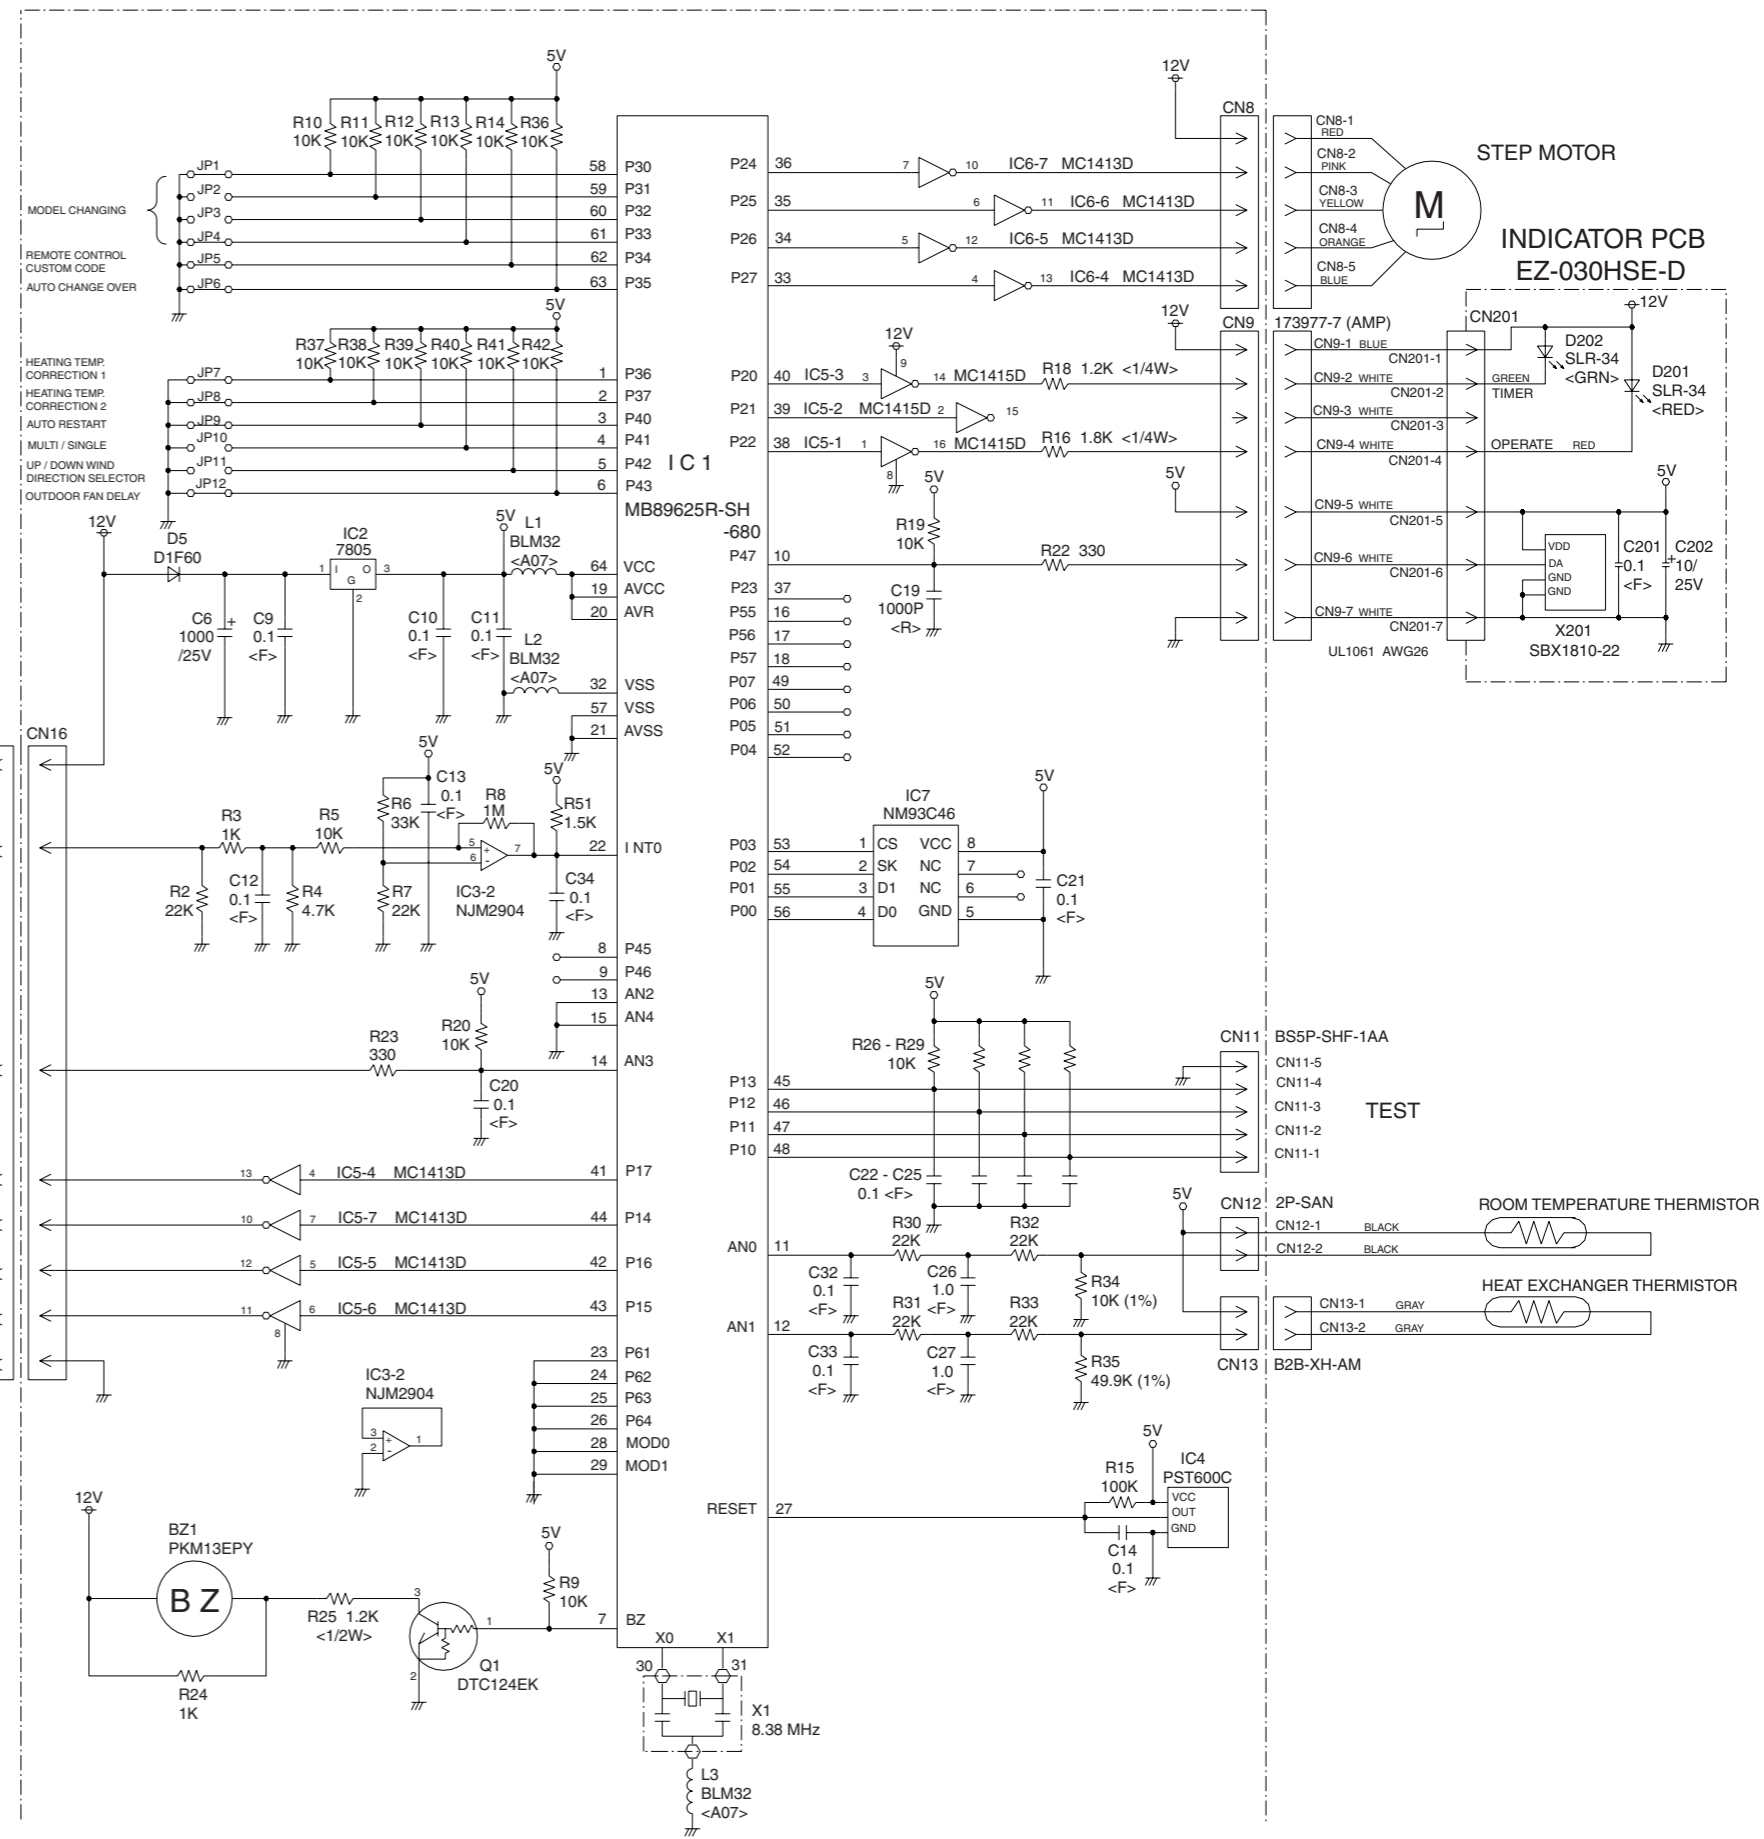 5V
R10
10K
R11
10K
R12
10K
R13
10K
R14
10K
R36
10K
JP1
JP2
JP3
JP4
JP5
JP6
MODEL CHANGING
REMOTE CONTROL
CUSTOM CODE
AUTO CHANGE OVER
58 P30
59 P31
60 P32
61 P33
62 P34
63 P35
5V
R37
10K
R38
10K
R39
10K
R40
10K
R41
10K
R42
10K
HEATING TEMP.
CORRECTION 1
HEATING TEMP.
CORRECTION 2
AUTO RESTART
MULTI / SINGLE
UP / DOWN WIND
DIRECTION SELECTOR
OUTDOOR FAN DELAY
JP7
JP8
JP9
JP10
JP11
JP12
1 P36
2 P37
3 P40
4 P41
5 P42
6 P43
IC1
MB89625R-SH
-680
12V
D5
D1F60
IC2
7805
1 I O 3
G
2
5V
L1
BLM32
<A07>
C6
1000
/25V
+
C9
0.1
<F>
C10
0.1
<F>
C11
0.1
<F>
L2
BLM32
<A07>
64 VCC
19 AVCC
20 AVR
32 VSS
57 VSS
21 AVSS
CN16
5V
C13
0.1
<F>
R3
1K
R5
10K
R6
33K
R8
1M
5V
R51
1.5K
5
6
+
-
7
22 INT0
R2
22K
C12
0.1
<F>
R4
4.7K
R7
22K
IC3-2
NJM2904
C34
0.1
<F>
8 P45
9 P46
13 AN2
15 AN4
5V
R20
10K
R23
330
14 AN3
C20
0.1
<F>
13 4 IC5-4 MC1413D 41 P17
10 7 IC5-7 MC1413D 44 P14
12 5 IC5-5 MC1413D 42 P16
11 6 IC5-6 MC1413D 43 P15
8
23 P61
24 P62
25 P63
26 P64
28 MOD0
29 MOD1
IC3-2
NJM2904
3
2
+
-
1
12V
BZ1
PKM13EPY
BZ
R24
1K
R25 1.2K
<1/2W>
3
1
2
Q1
DTC124EK
5V
R9
10K
7 BZ
X0 X1
30 31
X1
8.38 MHz
L3
BLM32
<A07>
P24 36 7 10 IC6-7 MC1413D
P25 35 6 11 IC6-6 MC1413D
P26 34 5 12 IC6-5 MC1413D
P27 33 4 13 IC6-4 MC1413D
12V
CN8
CN8-1
RED
CN8-2
PINK
CN8-3
YELLOW
CN8-4
ORANGE
CN8-5
BLUE
M
STEP MOTOR
INDICATOR PCB
EZ-030HSE-D
12V
9
P20 40 IC5-3 3 14 MC1415D R18 1.2K <1/4W>
P21 39 IC5-2 MC1415D 2 15
P22 38 IC5-1 1 16 MC1415D R16 1.8K <1/4W>
8
12V
CN9
173977-7 (AMP)
CN201
5V
CN9-1 BLUE
CN201-1
CN9-2 WHITE
CN201-2
CN9-3 WHITE
CN201-3
CN9-4 WHITE
CN201-4
CN9-5 WHITE
CN201-5
CN9-6 WHITE
CN201-6
CN9-7 WHITE
CN201-7
UL1061 AWG26
GREEN
TIMER
OPERATE RED
12V
D202
SLR-34
<GRN>
D201
SLR-34
<RED>
5V
VDD
DA
GND
GND
X201
SBX1810-22
C201
0.1
<F>
C202
+
10/
25V
5V
R19
10K
P47 10
R22 330
C19
1000P
<R>
P23 37
P55 16
P56 17
P57 18
P07 49
P06 50
P05 51
P04 52
IC7
NM93C46
P03 53 1 CS VCC 8
P02 54 2 SK NC 7
P01 55 3 D1 NC 6
P00 56 4 D0 GND 5
5V
C21
0.1
<F>
5V
R26 - R29
10K
P13 45
P12 46
P11 47
P10 48
C22 - C25
0.1 <F>
CN11 BS5P-SHF-1AA
CN11-5
CN11-4
CN11-3
CN11-2
CN11-1
TEST
5V
CN12 2P-SAN
CN12-1 BLACK
CN12-2 BLACK
ROOM TEMPERATURE THERMISTOR
AN0 11
R30
22K
R32
22K
C32
0.1
<F>
C26
1.0
<F>
R34
10K (1%)
HEAT EXCHANGER THERMISTOR
CN13-1 GRAY
CN13-2 GRAY
CN13 B2B-XH-AM
AN1 12
R31
22K
R33
22K
C33
0.1
<F>
C27
1.0
<F>
R35
49.9K (1%)
RESET 27
5V
R15
100K
IC4
PST600C
VCC
OUT
GND
C14
0.1
<F>